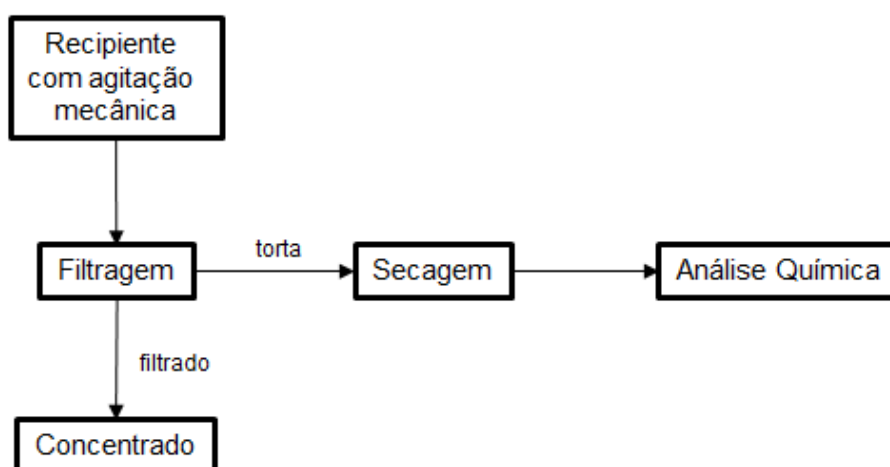 Recipiente
com agitação
mecânica
Filtragem
torta
Secagem
Análise Química
filtrado
Concentrado